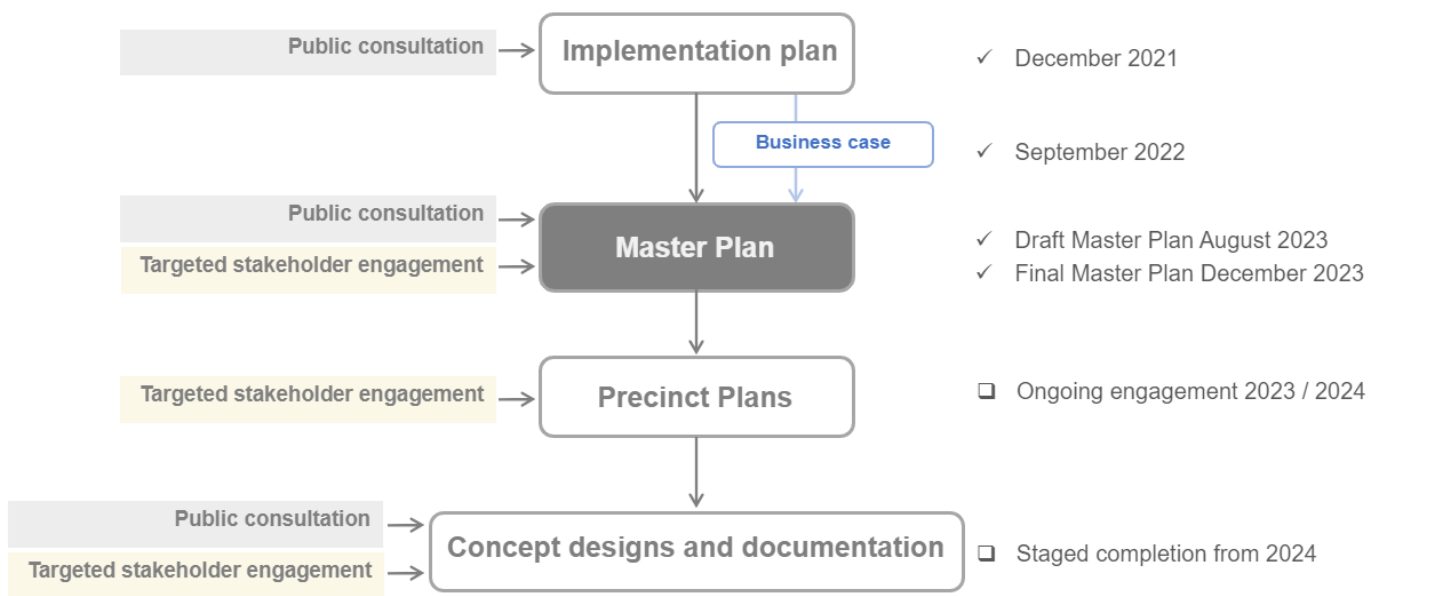 Public consultation
Implementation plan
✓ December 2021
Business case
✓ September 2022
Public consultation
Targeted stakeholder engagement
Master Plan
✓ Draft Master Plan August 2023
✓ Final Master Plan December 2023
Targeted stakeholder engagement
Precinct Plans
❑ Ongoing engagement 2023 / 2024
Public consultation
Targeted stakeholder engagement
Concept designs and documentation
❑ Staged completion from 2024